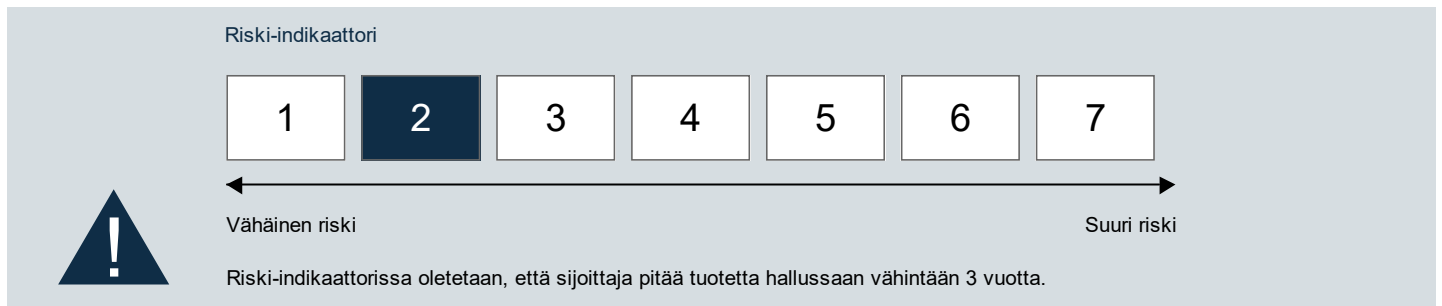 Riski-indikaattori
1 2 3 4 5 6 7
Vähäinen riski Suuri riski
!
Riski-indikaattorissa oletetaan, että sijoittaja pitää tuotetta hallussaan vähintään 3 vuotta.